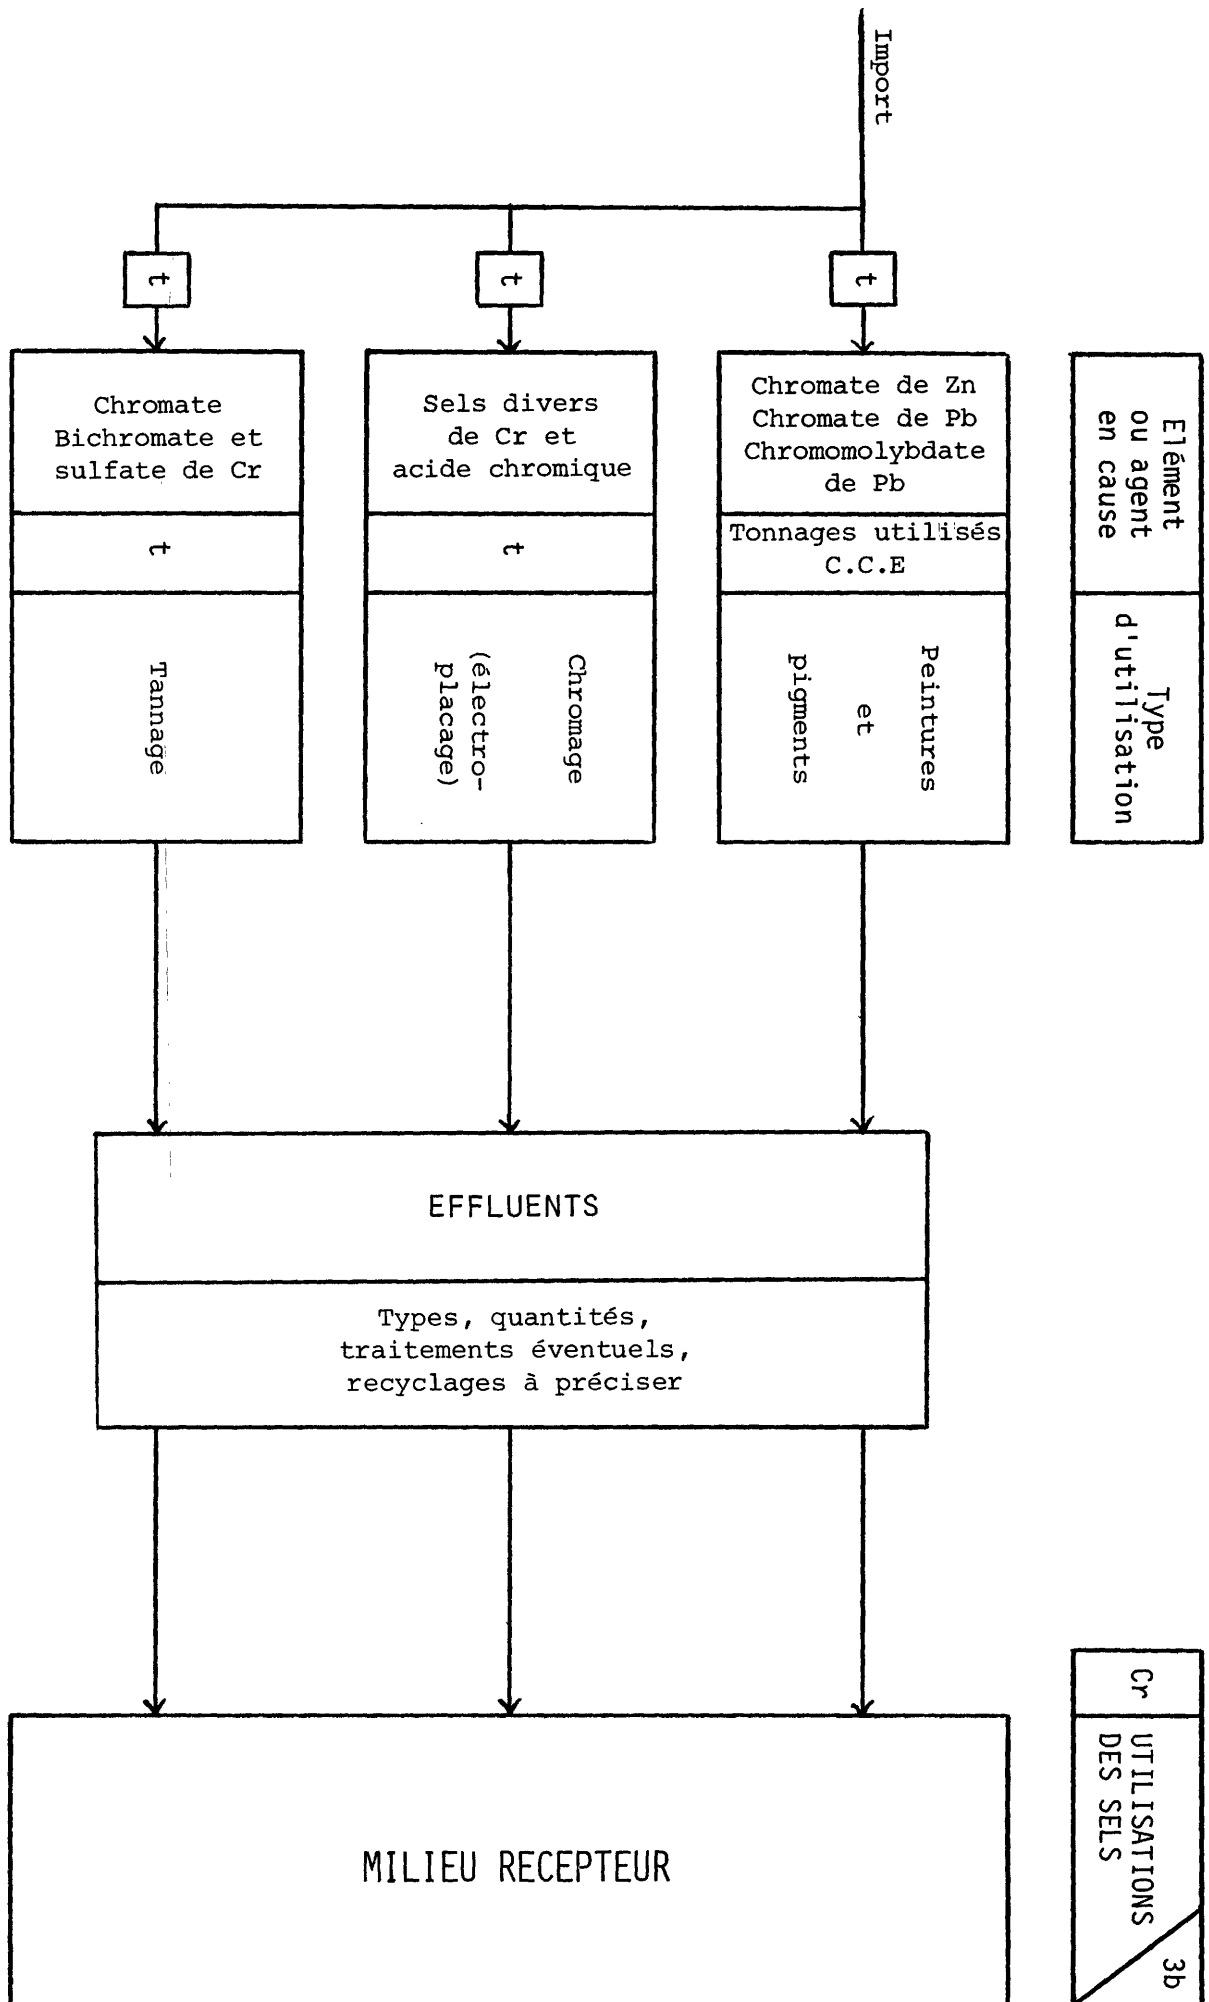 Import
t
t
t
Chromate
Bichromate et
sulfate de Cr
t
Tannage
Sels divers
de Cr et
acide chromique
t
Chromage
(électro-
placage)
Chromate de Zn
Chromate de Pb
Chromomolybdate
de Pb
Tonnages utilisés
C.C.E
Peintures
et
pigments
Elément
ou agent
en cause
Type
d'utilisation
EFFLUENTS
Types, quantités,
traitements éventuels,
recyclages à préciser
Cr
UTILISATIONS
DES SELS
3b
MILIEU RECEPTEUR